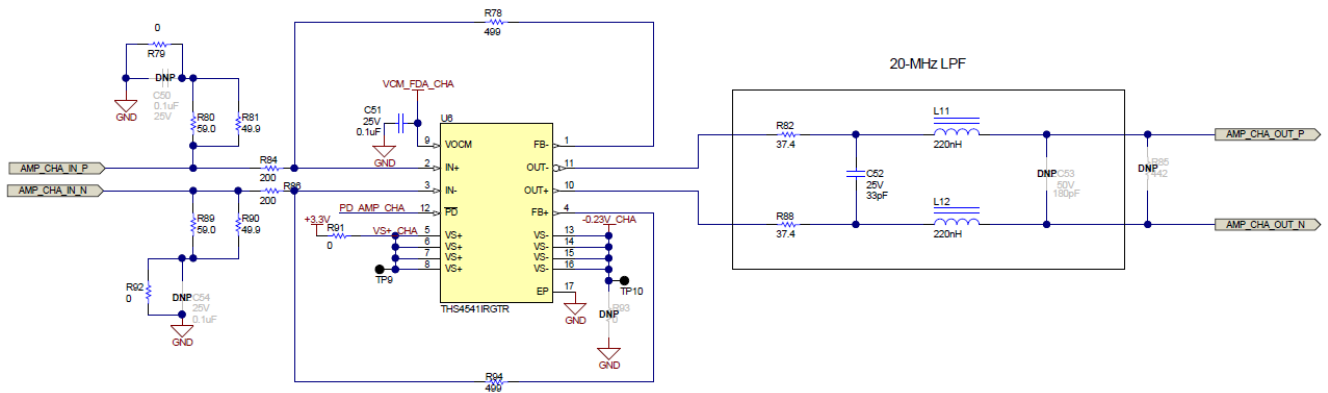 R78
499
0
R79
DNP
C50
0.1uF
25V
GND
R80
59.0
R81
49.9
VCM_FDA_CHA
C51
25V
0.1uF
GND
U6
9 VOCM FB- 1
AMP_CHA_IN_P
R84
200
2 IN+ OUT- 11
AMP_CHA_IN_N
R86
200
3 IN- OUT+ 10
PD_AMP_CHA
12 PD FB+ 4
R89
59.0
R90
49.9
+3.3V
R91
0
VS+_CHA
-0.23V_CHA
5 VS+ VS- 13
6 VS+ VS- 14
7 VS+ VS- 15
8 VS+ VS- 16
TP9
TP10
EP 17
GND
THS4541IRGTR
R92
0
DNP
C54
25V
0.1uF
GND
DNP
R93
0
GND
R94
499
20-MHz LPF
R82
37.4
L11
220nH
C52
25V
33pF
DNP
C53
50V
180pF
DNP
R85
442
R88
37.4
L12
220nH
AMP_CHA_OUT_P
AMP_CHA_OUT_N